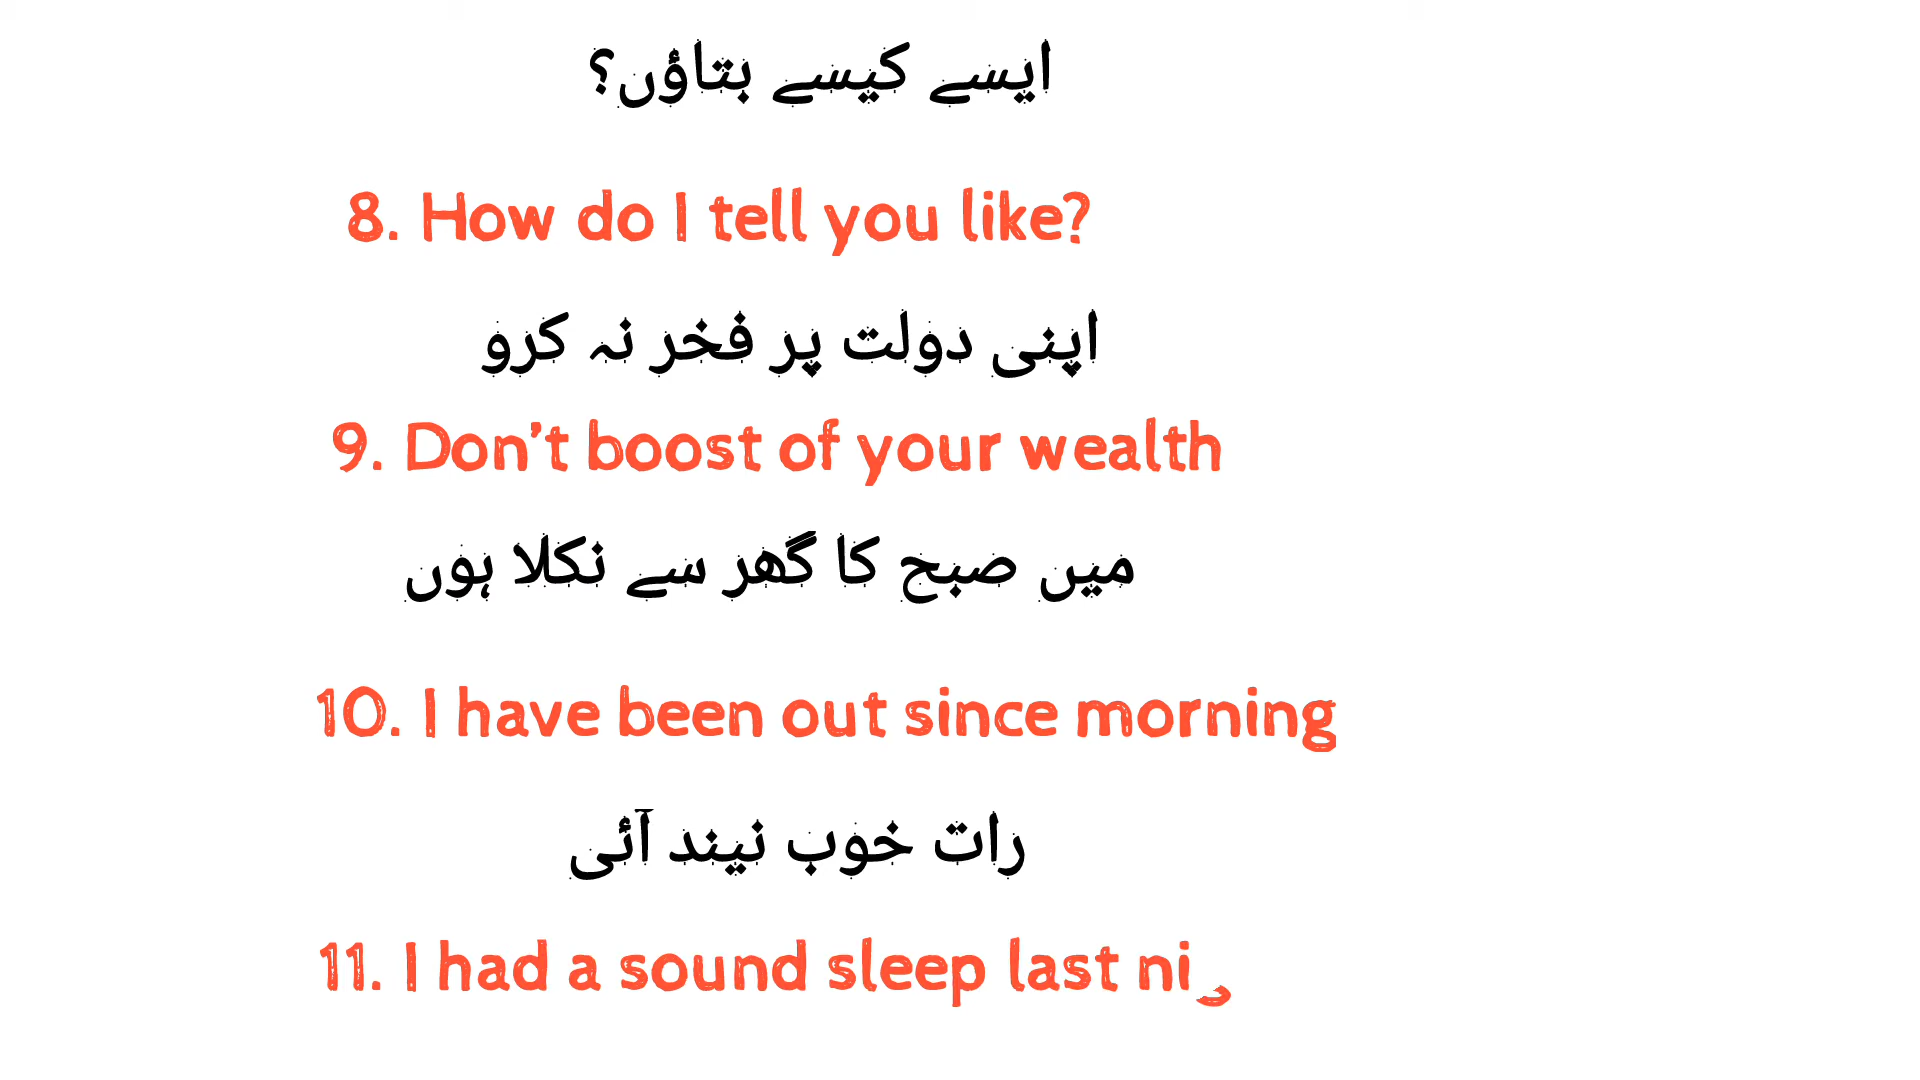 ایسے کیسے بتاؤں؟
8. How do I tell you like?
اپنی دولت پر فخر نہ کرو
9. Don't boost of your wealth
میں صبح کا گھر سے نکلا ہوں
10. I have been out since morning
رات خوب نیند آئی
11. I had a sound sleep last ni